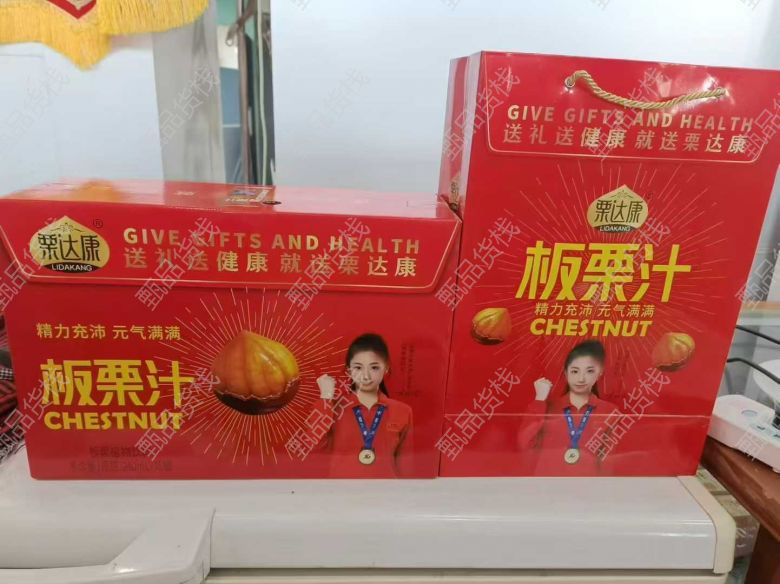 栗达康®
LIDAKANG
GIVE GIFTS AND HEALTH
送礼送健康 就送栗达康
精力充沛 元气满满
板栗汁
CHESTNUT
GIVE GIFTS AND HEALTH
送礼送健康 就送栗达康
栗达康®
LIDAKANG
板栗汁
精力充沛 元气满满
CHESTNUT
甄品货栈